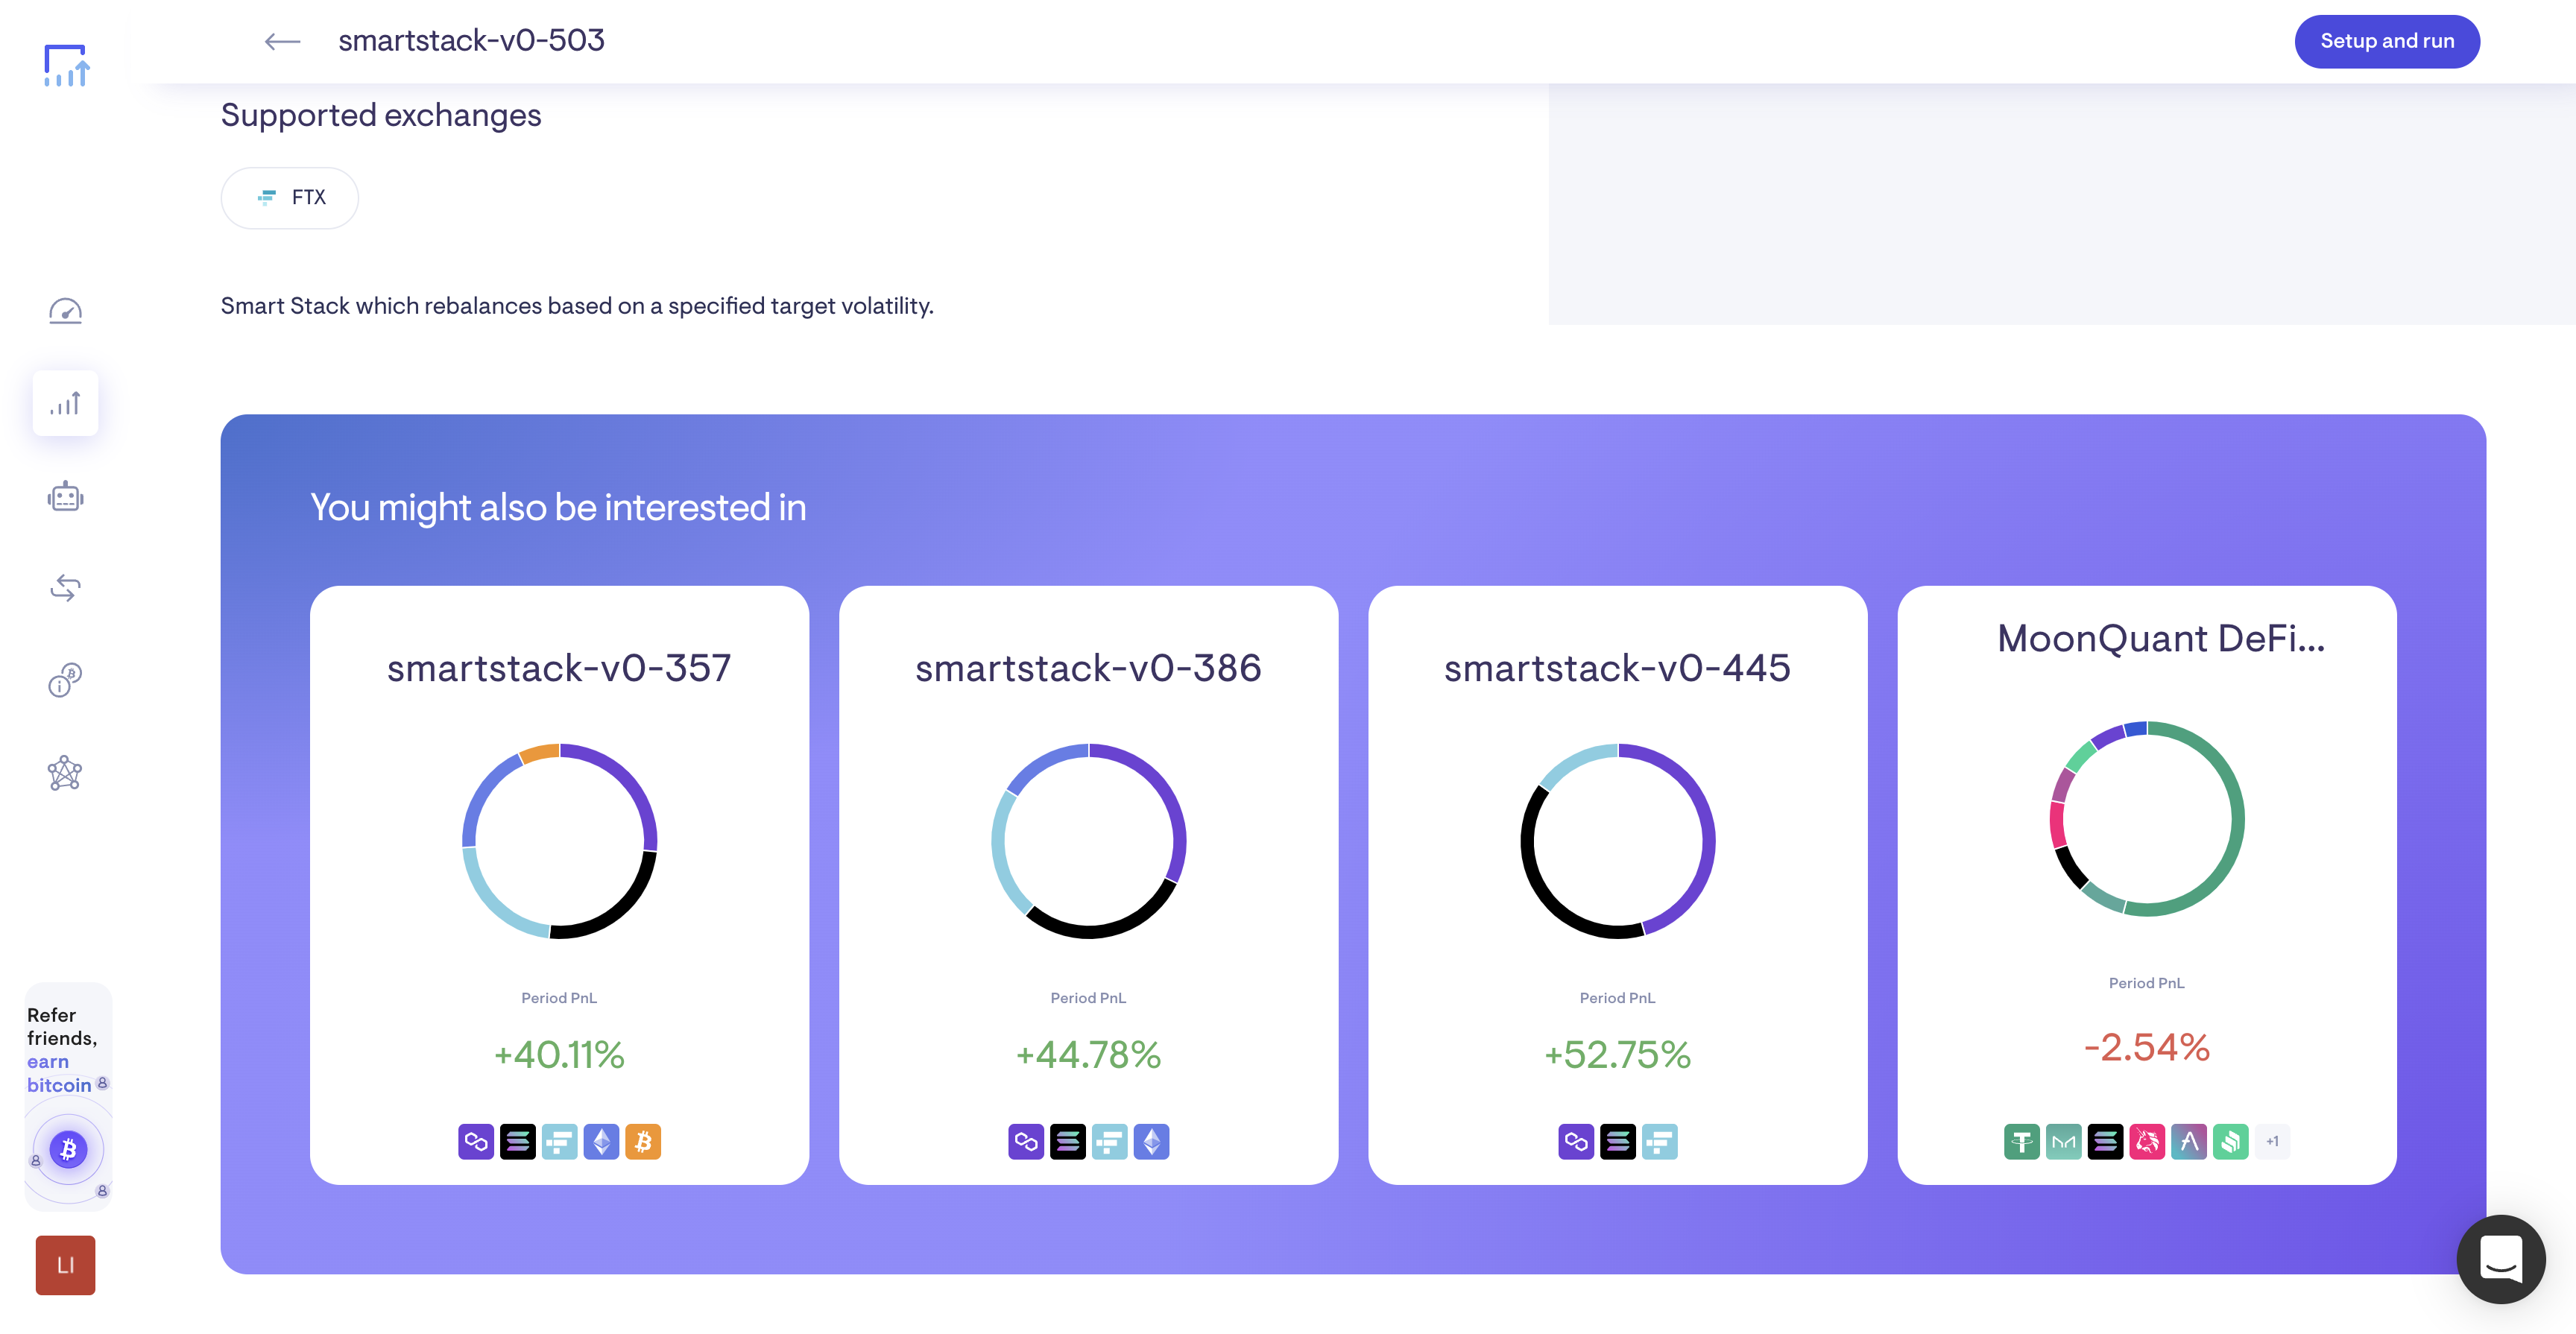 smartstack-v0-503
Setup and run
Supported exchanges
FTX
Smart Stack which rebalances based on a specified target volatility.
You might also be interested in
smartstack-v0-357
Period PnL
+40.11%
smartstack-v0-386
Period PnL
+44.78%
smartstack-v0-445
Period PnL
+52.75%
MoonQuant DeFi...
Period PnL
-2.54%
+1
Refer
friends,
earn
bitcoin
LI